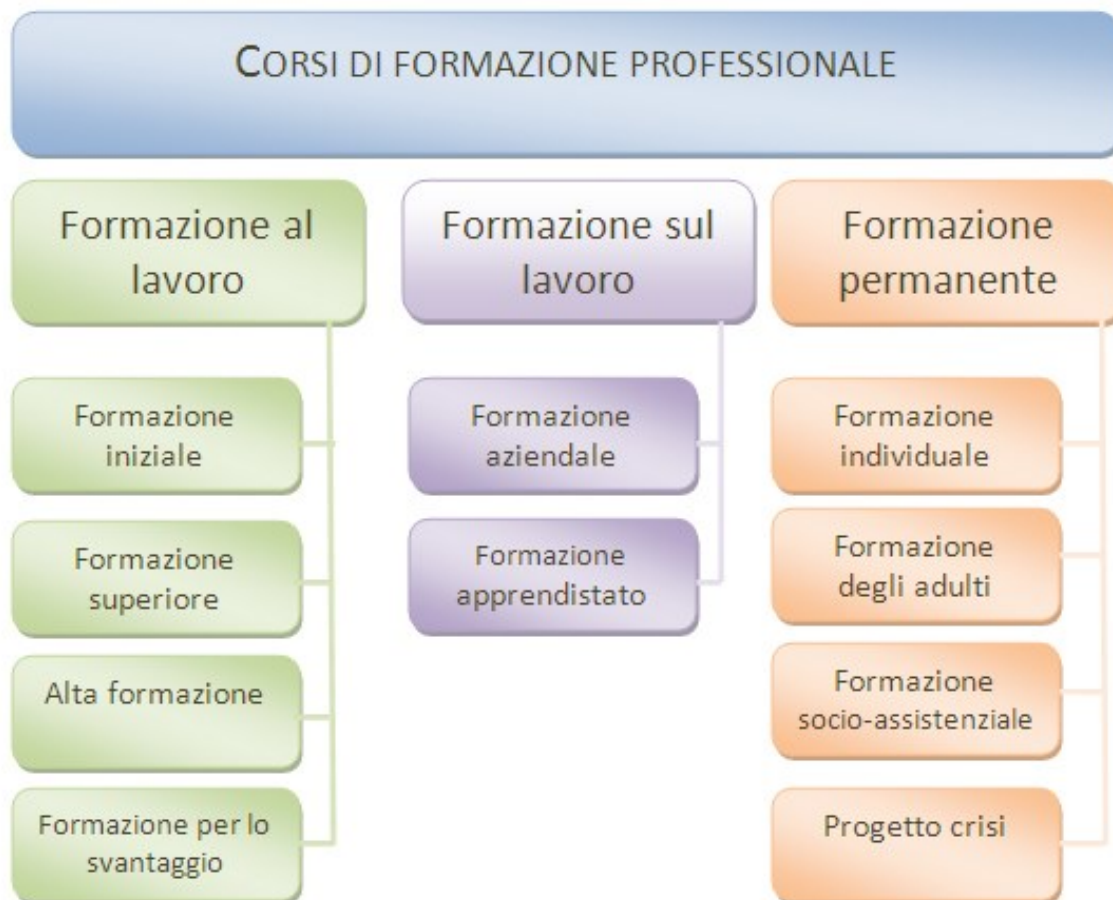 CORSI DI FORMAZIONE PROFESSIONALE
Formazione al
lavoro
Formazione
iniziale
Formazione
superiore
Alta formazione
Formazione per lo
svantaggio
Formazione sul
lavoro
Formazione
aziendale
Formazione
apprendistato
Formazione
permanente
Formazione
individuale
Formazione
degli adulti
Formazione
socio-assistenziale
Progetto crisi